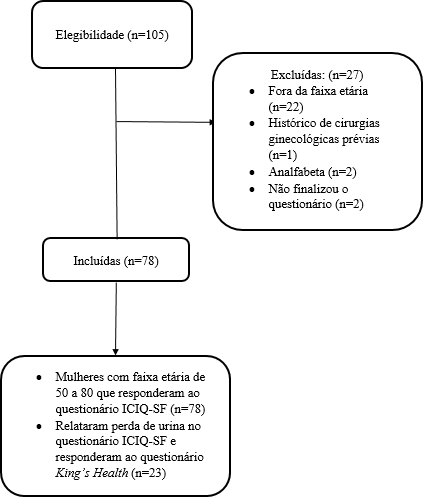 Elegibilidade (n=105)
Excluídas: (n=27)
• Fora da faixa etária
(n=22)
• Histórico de cirurgias
ginecológicas prévias
(n=1)
• Analfabeta (n=2)
• Não finalizou o
questionário (n=2)
Incluídas (n=78)
• Mulheres com faixa etária de
50 a 80 que responderam ao
questionário ICIQ-SF (n=78)
• Relataram perda de urina no
questionário ICIQ-SF e
responderam ao questionário
King’s Health (n=23)